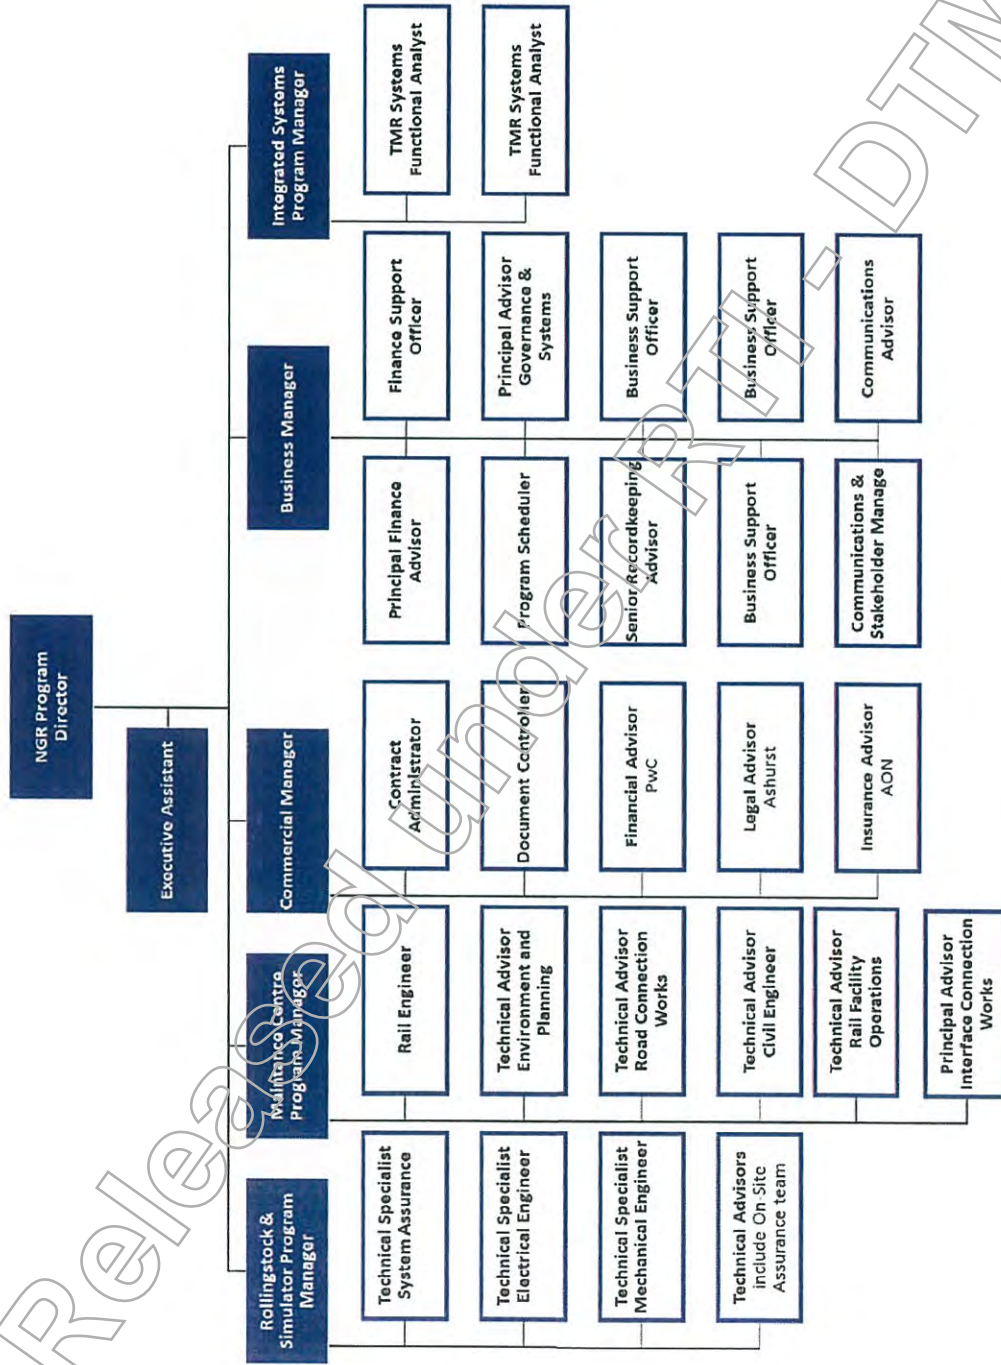 NGR Program
Director
Executive Assistant
Rollingstock &
Simulator Program
Manager
Maintance Centre
Program Manager
Commercial Manager
Business Manager
Integrated Systems
Program Manager
Technical Specialist
System Assurance
Technical Specialist
Electrical Engineer
Technical Specialist
Mechanical Engineer
Technical Advisors
include On-Site
Assurance team
Rail Engineer
Technical Advisor
Environment and
Planning
Technical Advisor
Road Connection
Works
Technical Advisor
Civil Engineer
Technical Advisor
Rail Facility
Operations
Principal Advisor
Interface Connection
Works
Contract
Administrator
Document Controller
Financial Advisor
PwC
Legal Advisor
Ashurst
Insurance Advisor
AON
Principal Finance
Advisor
Program Scheduler
Senior Recordkeeping
Advisor
Business Support
Officer
Communications &
Stakeholder Manage
Finance Support
Officer
Principal Advisor
Governance &
Systems
Business Support
Officer
Business Support
Officer
Communications
Advisor
TMR Systems
Functional Analyst
TMR Systems
Functional Analyst
Released under RTI - DTM